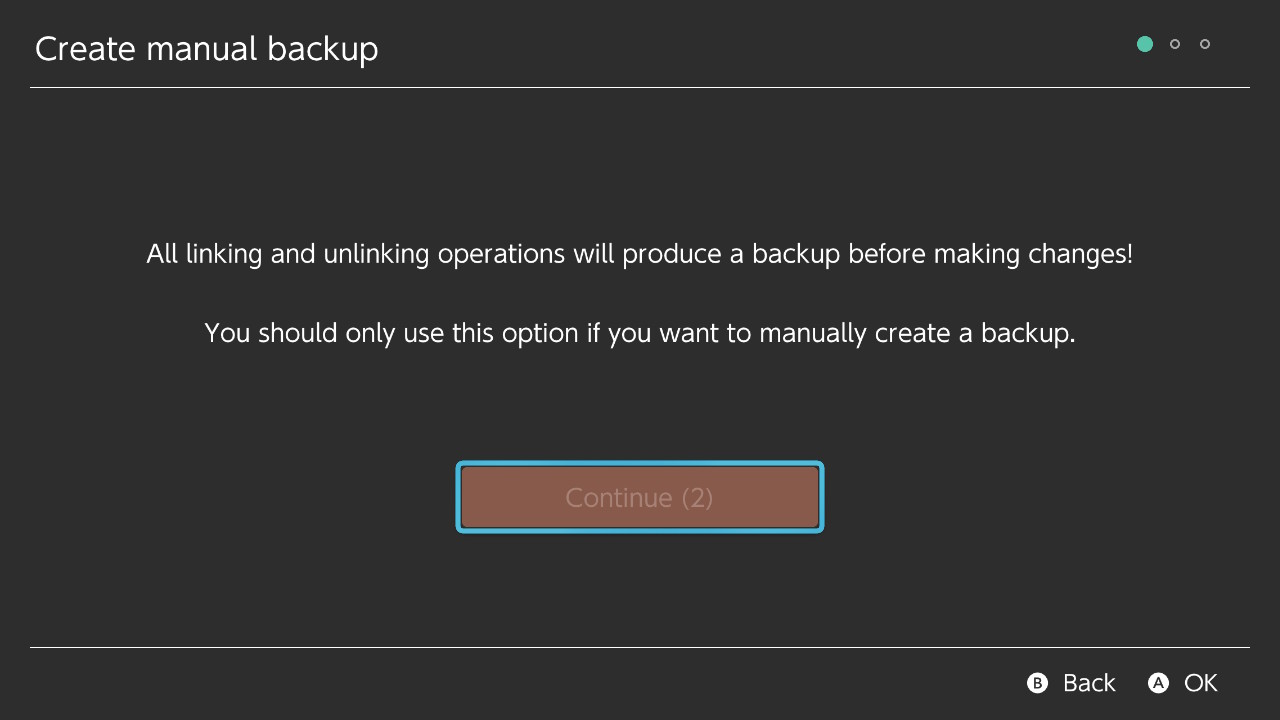 Create manual backup
All linking and unlinking operations will produce a backup before making changes!
You should only use this option if you want to manually create a backup.
Continue (2)
B Back A OK